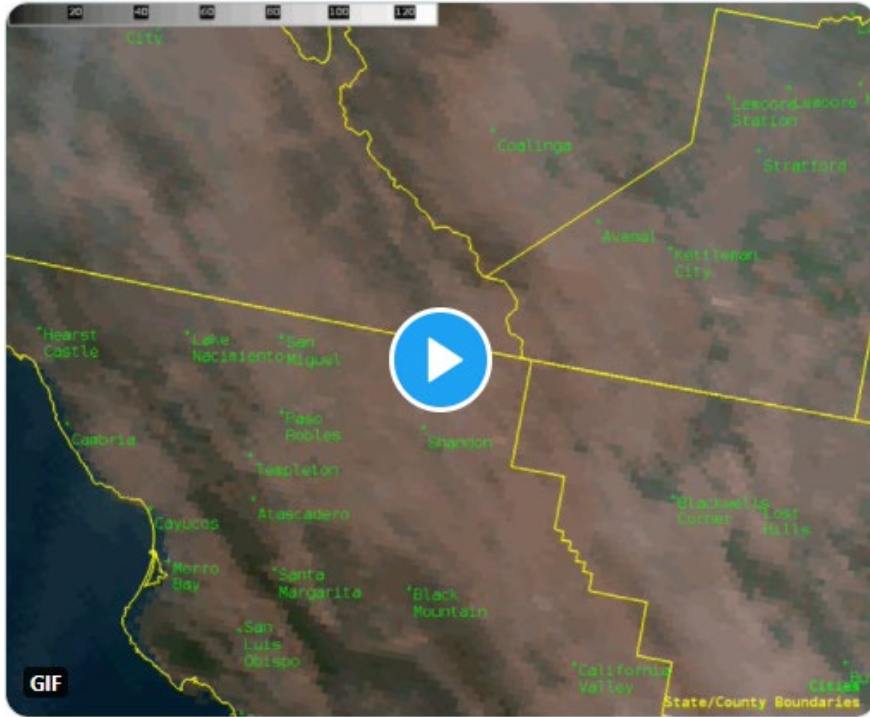 20 40 60 80 100 120
City
Lemoore
Station
Lemoore
Coalinga
Stratford
Avenal
Kettleman
City
Hearst
Castle
Lake
Nacimiento
San
Miguel
Paso
Robles
Cambria
Shandon
Templeton
Blackwells
Corner
Lost
Hills
Atascadero
Cayucos
Morro
Bay
Santa
Margarita
Black
Mountain
San
Luis
Obispo
California
Valley
GIF
Cities
State/County Boundaries